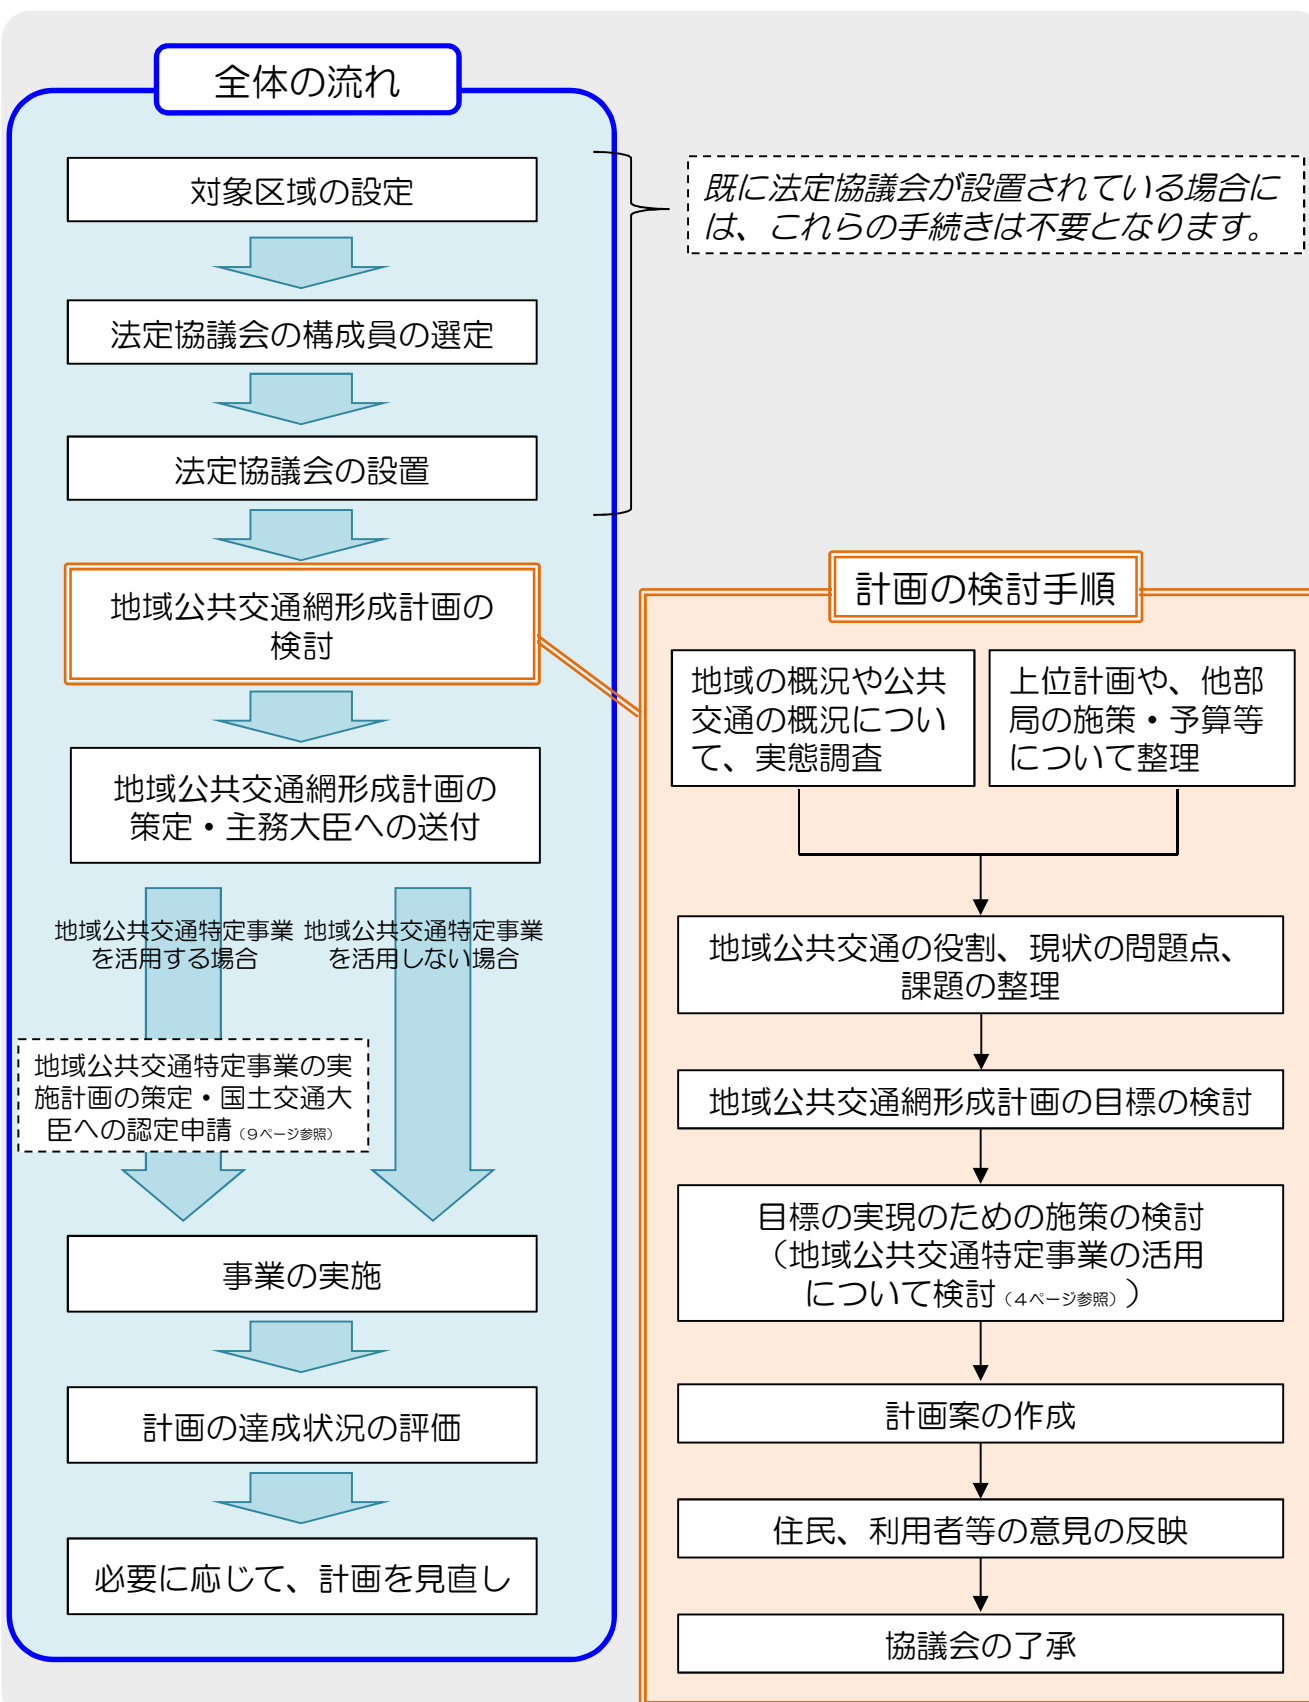 全体の流れ
対象区域の設定
既に法定協議会が設置されている場合に
は、これらの手続きは不要となります。
法定協議会の構成員の選定
法定協議会の設置
地域公共交通網形成計画の
検討
地域公共交通網形成計画の
策定・主務大臣への送付
地域公共交通特定事業
を活用する場合
地域公共交通特定事業
を活用しない場合
地域公共交通特定事業の実
施計画の策定・国土交通大
臣への認定申請（9ページ参照）
事業の実施
計画の達成状況の評価
必要に応じて、計画を見直し
計画の検討手順
地域の概況や公共
交通の概況につい
て、実態調査
上位計画や、他部
局の施策・予算等
について整理
地域公共交通の役割、現状の問題点、
課題の整理
地域公共交通網形成計画の目標の検討
目標の実現のための施策の検討
（地域公共交通特定事業の活用
について検討（4ページ参照））
計画案の作成
住民、利用者等の意見の反映
協議会の了承